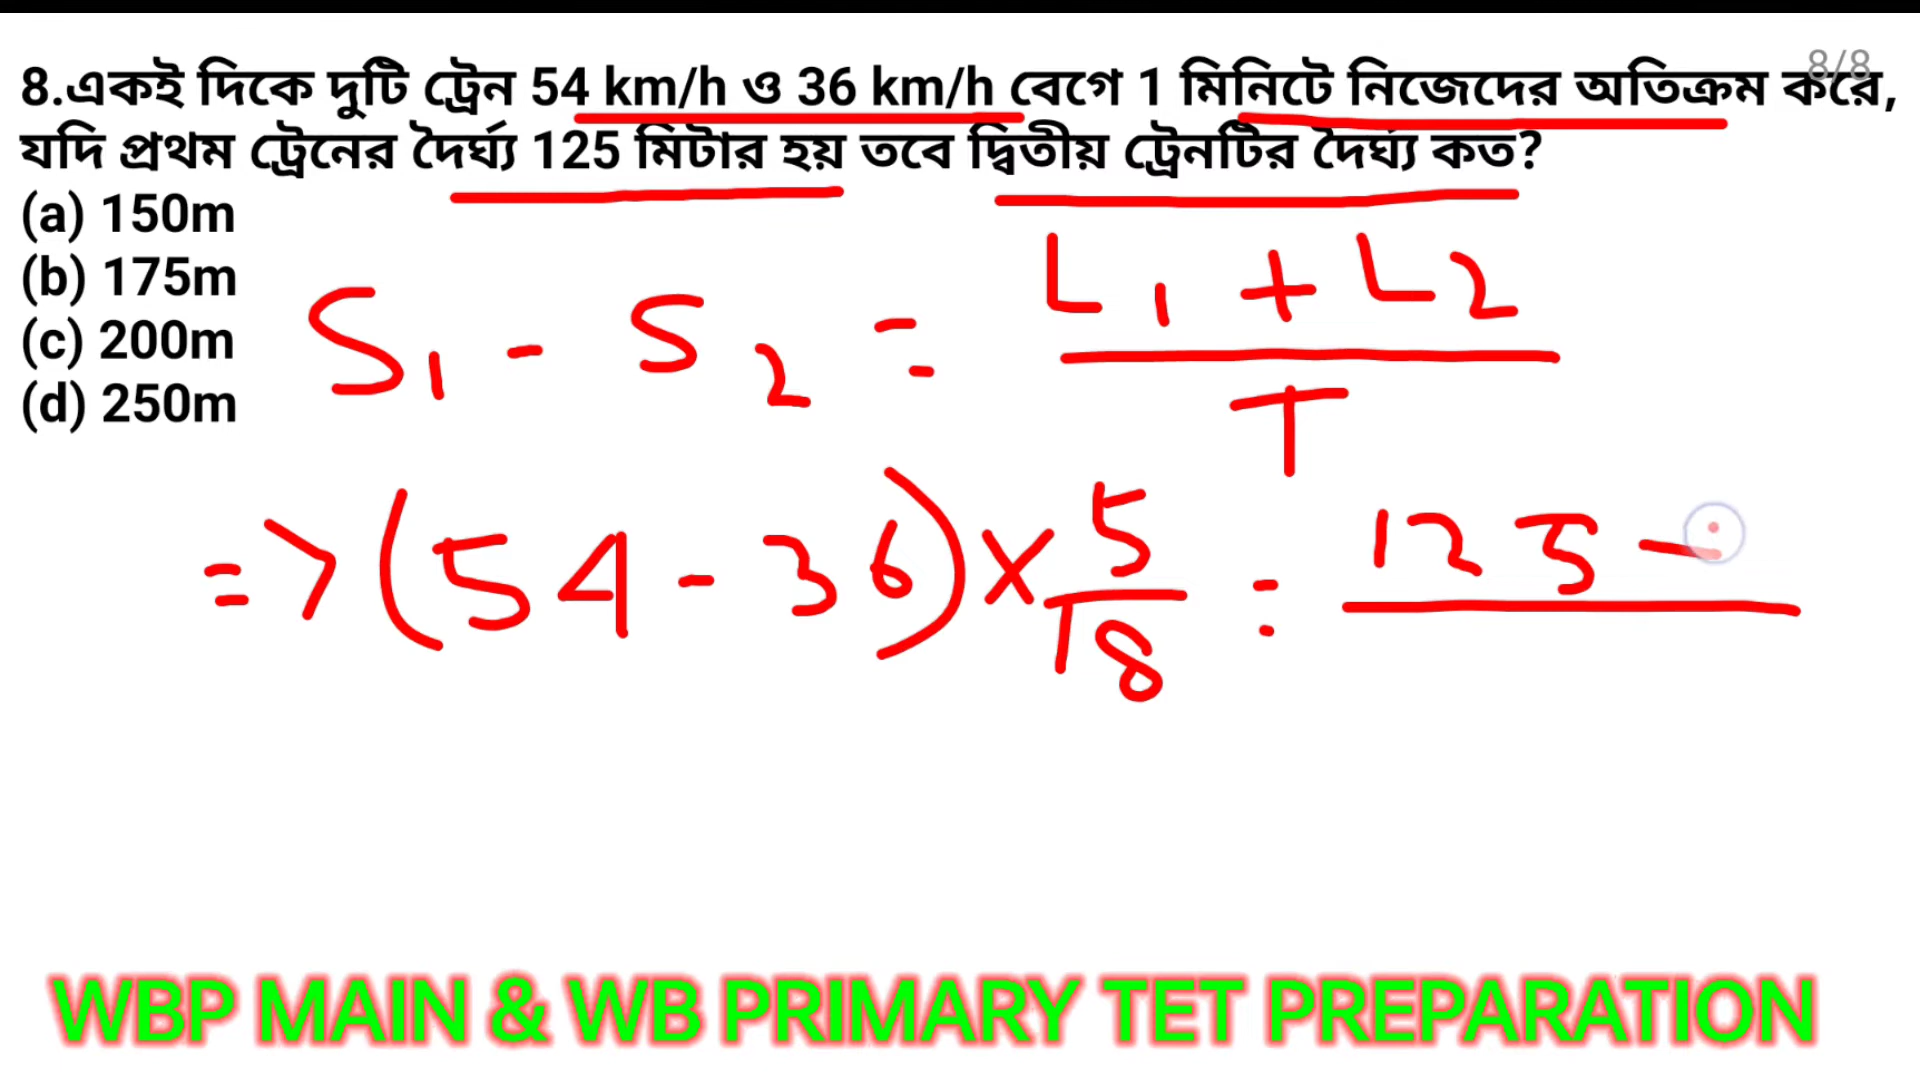 8/8
8.একই দিকে দুটি ট্রেন 54 km/h ও 36 km/h বেগে 1 মিনিটে নিজেদের অতিক্রম করে,
যদি প্রথম ট্রেনের দৈর্ঘ্য 125 মিটার হয় তবে দ্বিতীয় ট্রেনটির দৈর্ঘ্য কত?
(a) 150m
(b) 175m
(c) 200m
(d) 250m
S₁ - S₂ = L₁ + L₂ / T
=> (54 - 36) × 5/18 = 125 -
WBP MAIN & WB PRIMARY TET PREPARATION